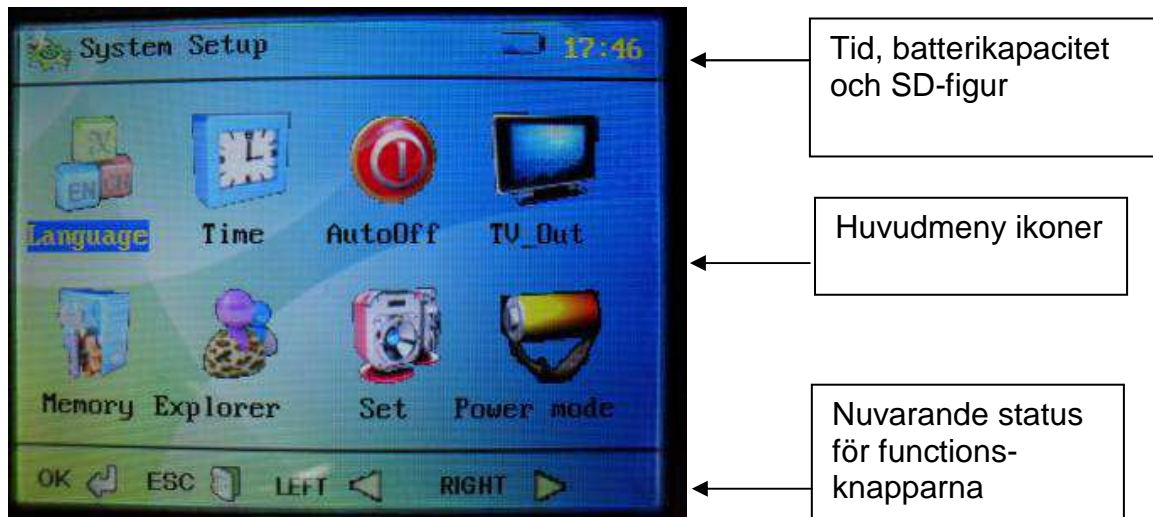 System Setup 17:46
Language Time AutoOff TV_Out
Memory Explorer Set Power mode
OK ESC LEFT RIGHT
Tid, batterikapacitet
och SD-figur
Huvudmeny ikoner
Nuvarande status
för functions-
knapparna